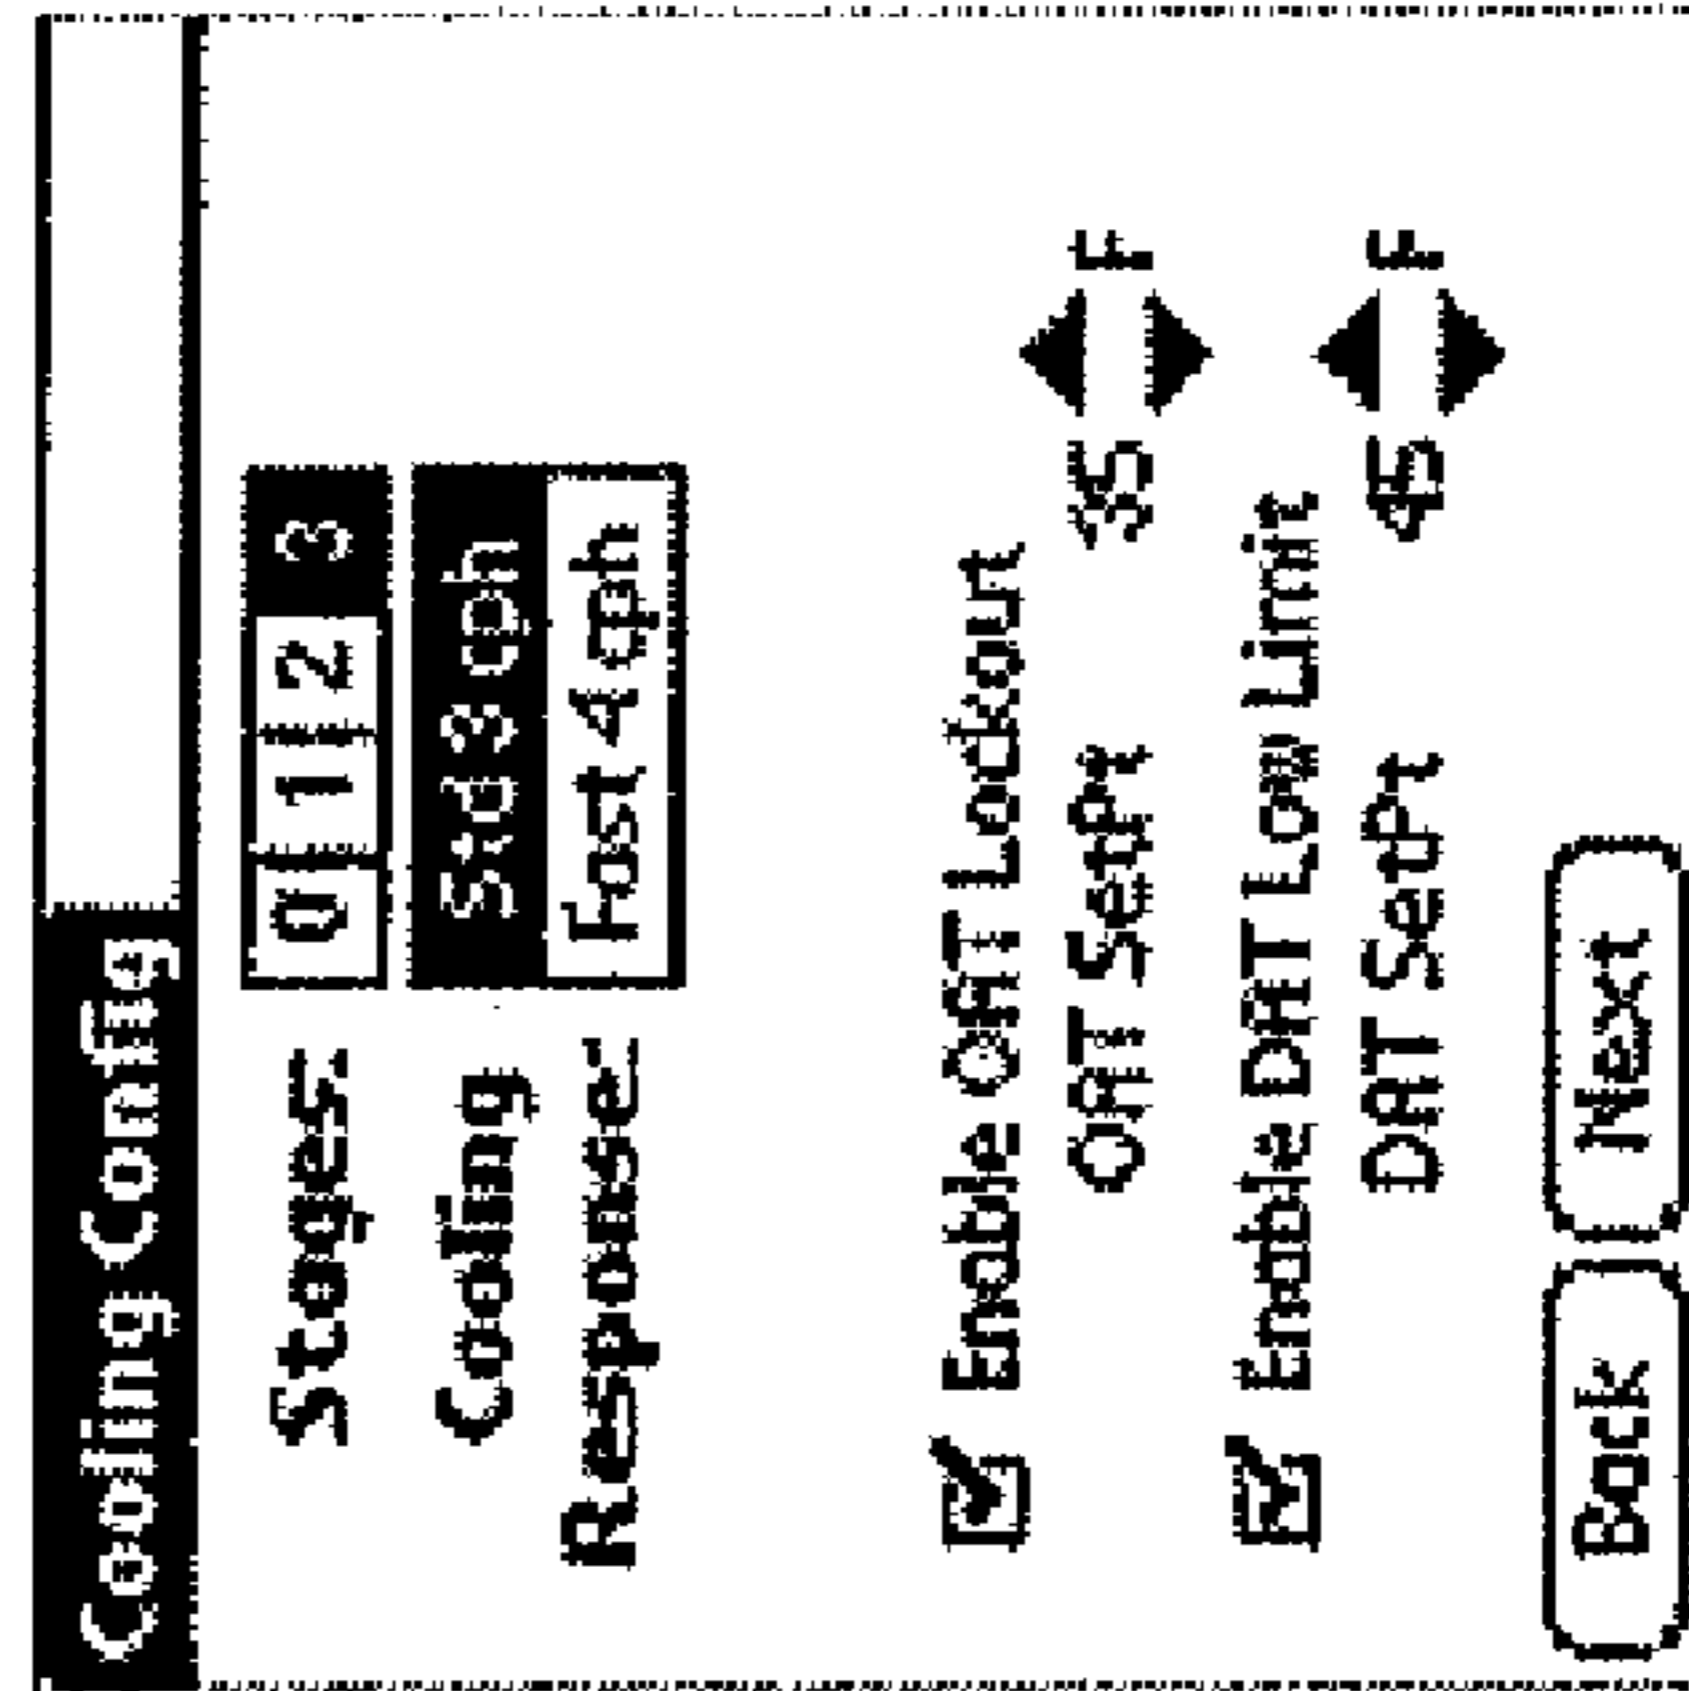 Cooling Config
Stages: 0 1 2 3
Cooling Std 3 cph
Response: Fast 4 cph
Enable OAT Lockout
OAT SetPt 35 F
Enable DAT Low Limit
DAT SetPt 45 F
Back Next